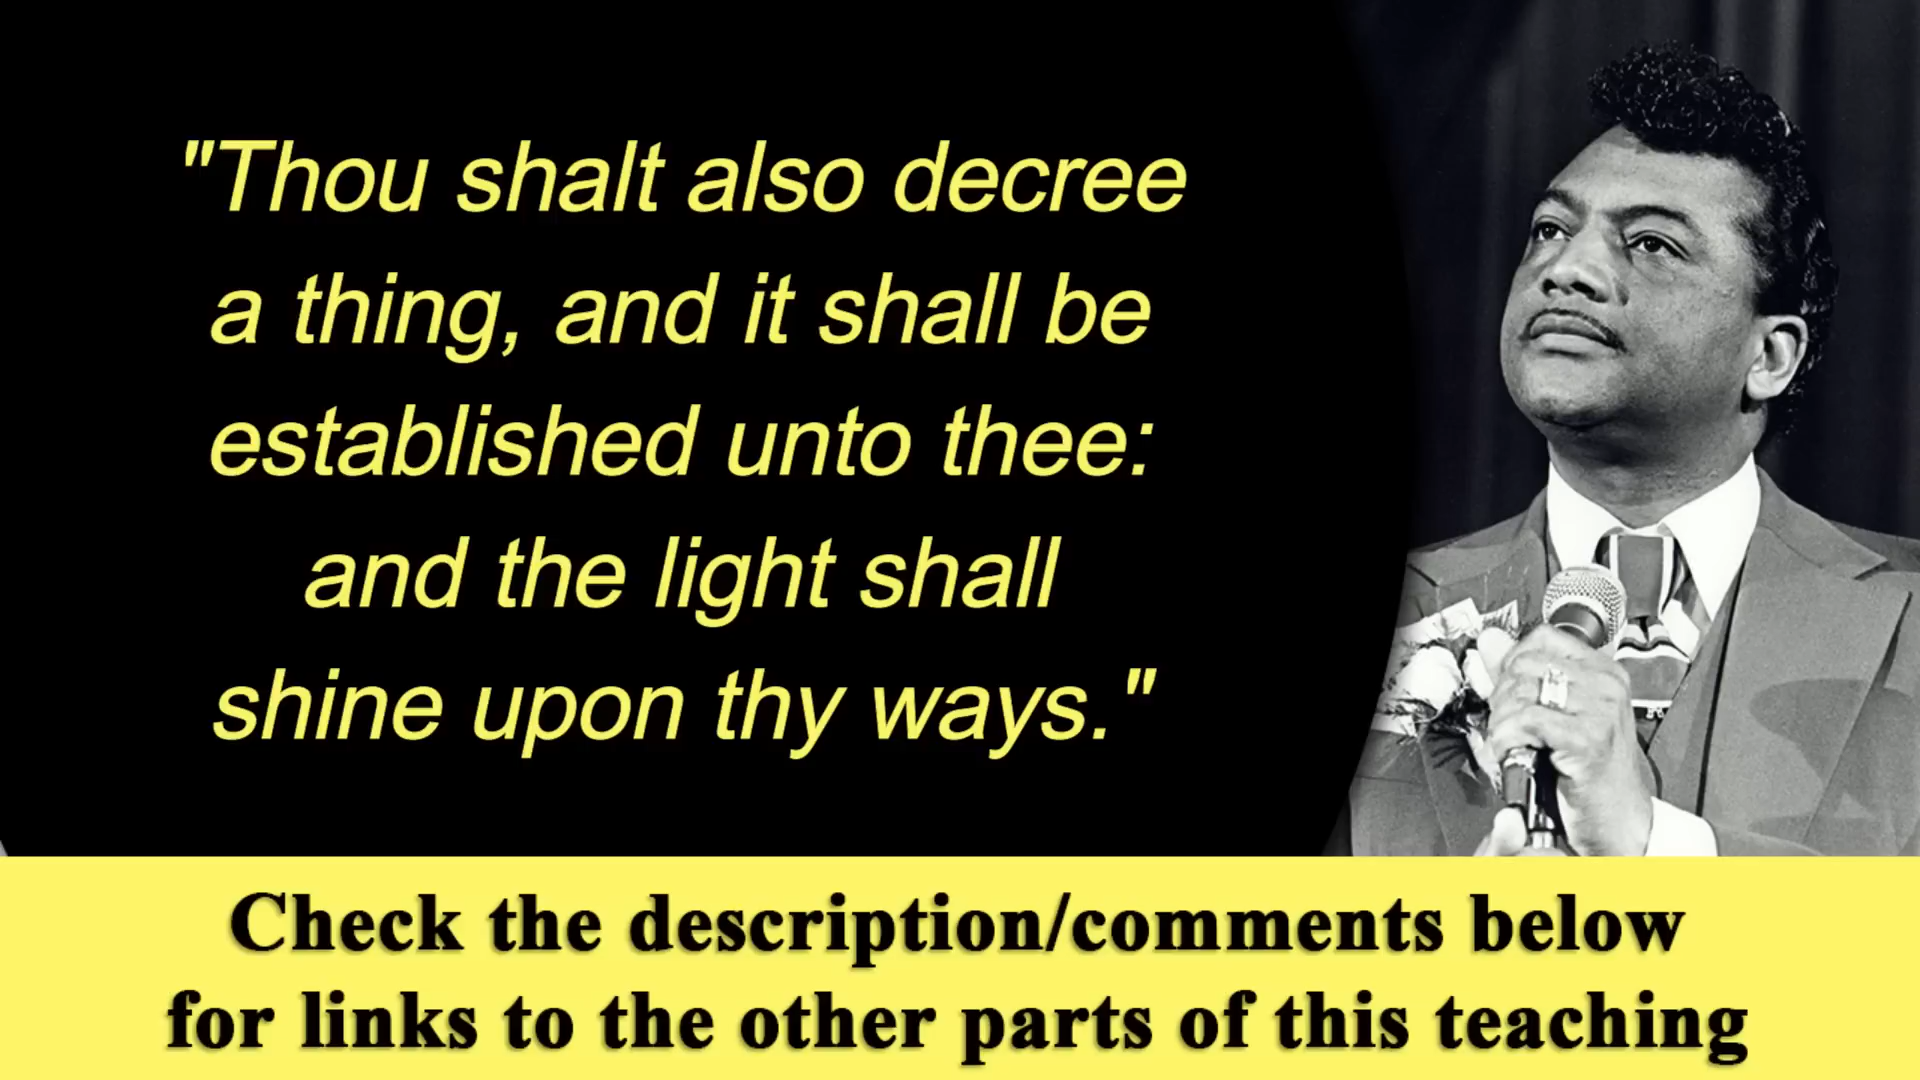 "Thou shalt also decree
a thing, and it shall be
established unto thee:
and the light shall
shine upon thy ways."
Check the description/comments below
for links to the other parts of this teaching